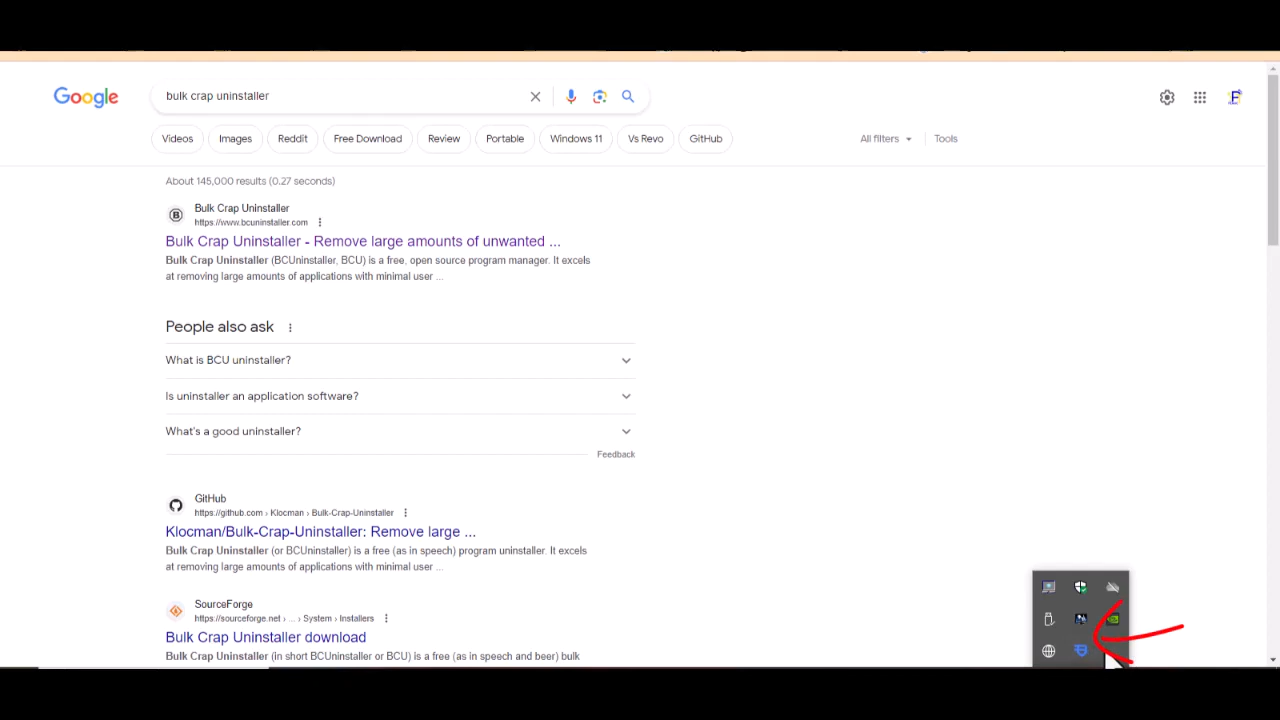 Google
bulk crap uninstaller
Videos
Images
Reddit
Free Download
Review
Portable
Windows 11
Vs Revo
GitHub
All filters
Tools
About 145,000 results (0.27 seconds)
Bulk Crap Uninstaller
https://www.bcuninstaller.com
Bulk Crap Uninstaller - Remove large amounts of unwanted ...
Bulk Crap Uninstaller (BCUninstaller, BCU) is a free, open source program manager. It excels
at removing large amounts of applications with minimal user ...
People also ask
What is BCU uninstaller?
Is uninstaller an application software?
What's a good uninstaller?
Feedback
GitHub
https://github.com › Klocman › Bulk-Crap-Uninstaller
Klocman/Bulk-Crap-Uninstaller: Remove large ...
Bulk Crap Uninstaller (or BCUninstaller) is a free (as in speech) program uninstaller. It excels
at removing large amounts of applications with minimal user ...
SourceForge
https://sourceforge.net › ... › System › Installers
Bulk Crap Uninstaller download
Bulk Crap Uninstaller (in short BCUninstaller or BCU) is a free (as in speech and beer) bulk